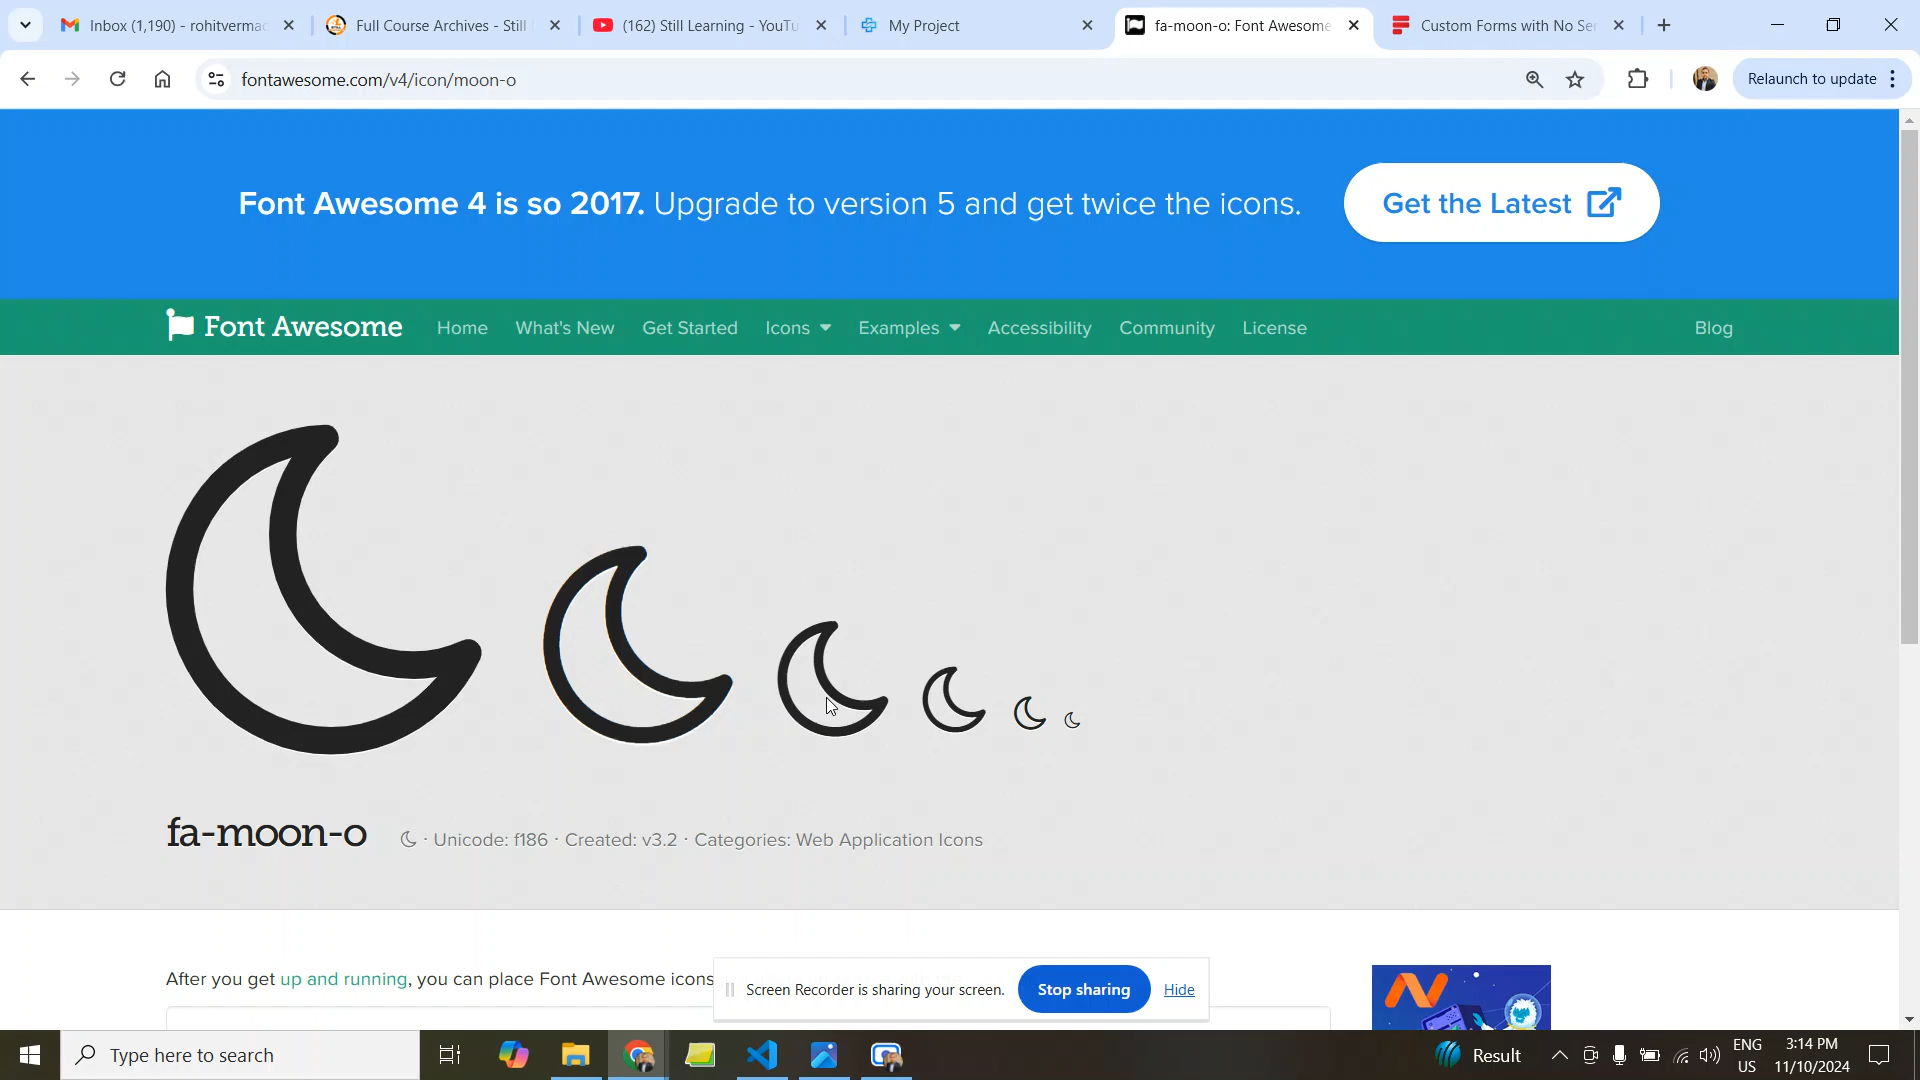 Inbox (1,190) - rohitvermac
Full Course Archives - Still
(162) Still Learning - YouTu
My Project
fa-moon-o: Font Awesome
Custom Forms with No Ser
fontawesome.com/v4/icon/moon-o
Relaunch to update
Font Awesome 4 is so 2017. Upgrade to version 5 and get twice the icons.
Get the Latest
Font Awesome
Home
What's New
Get Started
Icons
Examples
Accessibility
Community
License
Blog
fa-moon-o
· Unicode: f186 · Created: v3.2 · Categories: Web Application Icons
After you get up and running, you can place Font Awesome icons
Screen Recorder is sharing your screen.
Stop sharing
Hide
Type here to search
Result
ENG
US
3:14 PM
11/10/2024